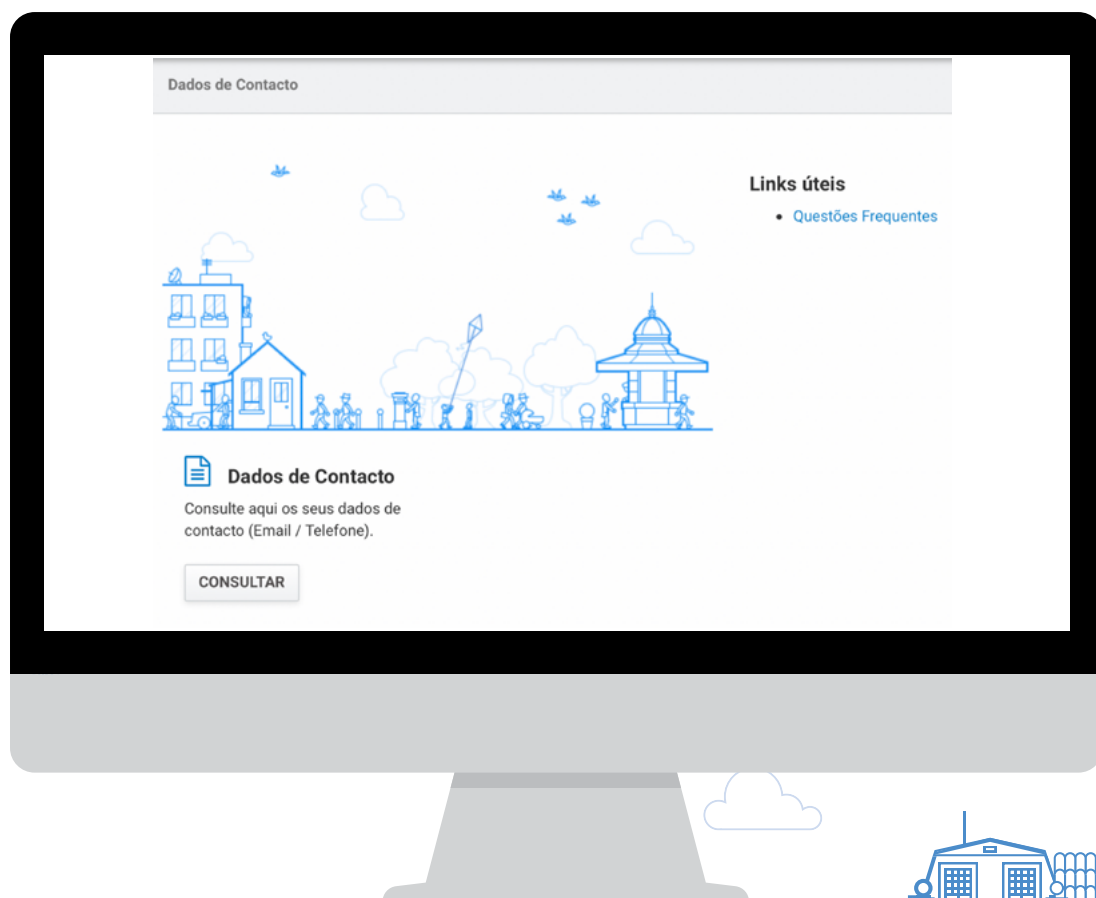 Dados de Contacto
Links úteis
Questões Frequentes
Dados de Contacto
Consulte aqui os seus dados de
contacto (Email / Telefone).
CONSULTAR